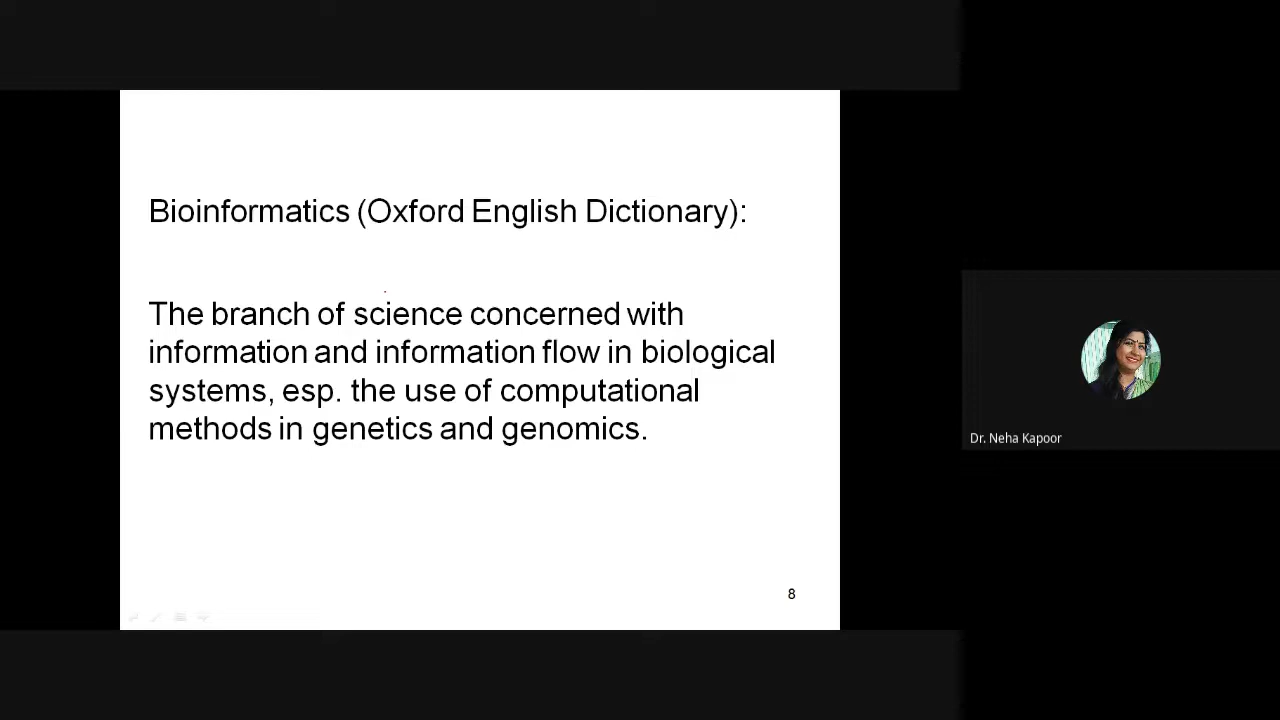 Bioinformatics (Oxford English Dictionary):
The branch of science concerned with
information and information flow in biological
systems, esp. the use of computational
methods in genetics and genomics.
8
Dr. Neha Kapoor